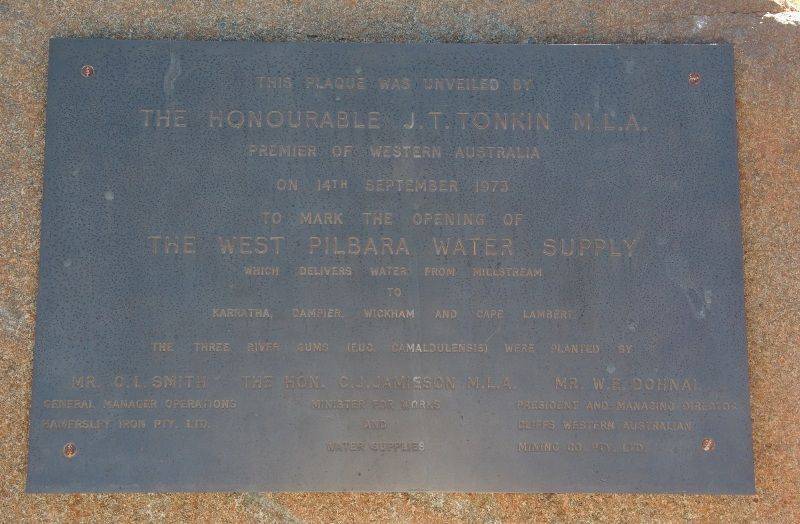 THIS PLAQUE WAS UNVEILED BY
THE HONOURABLE J.T. TONKIN M.L.A.
PREMIER OF WESTERN AUSTRALIA
ON 14TH SEPTEMBER 1973
TO MARK THE OPENING OF
THE WEST PILBARA WATER SUPPLY
WHICH DELIVERS WATER FROM MILLSTREAM
TO
KARRATHA, DAMPIER, WICKHAM AND CAPE LAMBERT
THE THREE RIVER GUMS (EUC. CAMALDULENSIS) WERE PLANTED BY
MR. C.L. SMITH THE HON. C.J. JAMIESON M.L.A. MR. W.E. DOHNAL
GENERAL MANAGER OPERATIONS MINISTER FOR WORKS PRESIDENT AND MANAGING DIRECTOR
HAMERSLEY IRON PTY. LTD. AND CLIFFS WESTERN AUSTRALIAN
WATER SUPPLIES MINING CO. PTY. LTD.